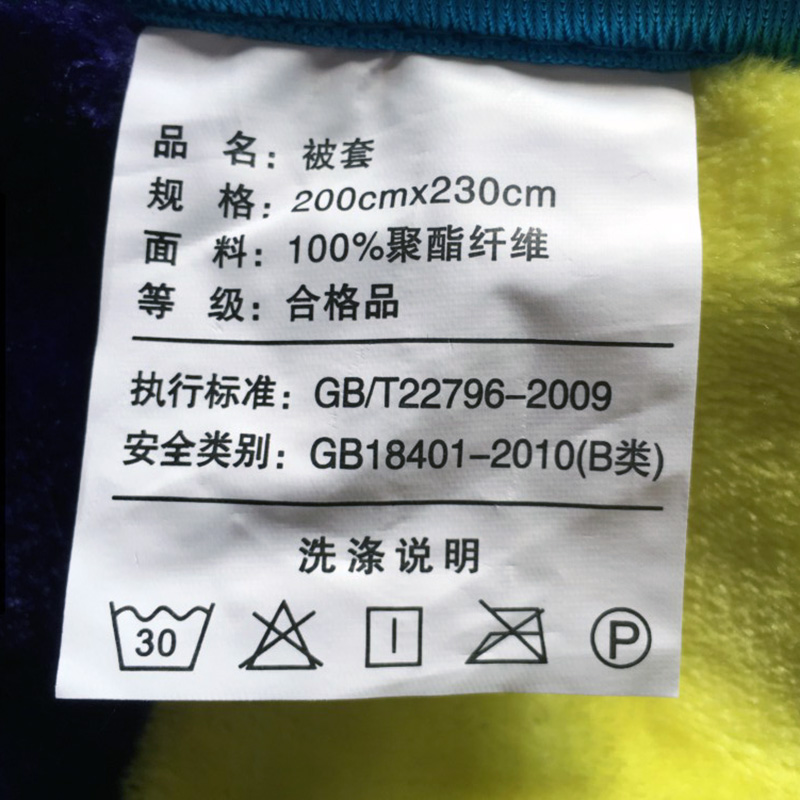 品 名：被套
规 格：200cmx230cm
面 料：100%聚酯纤维
等 级：合格品
执行标准：GB/T22796-2009
安全类别：GB18401-2010(B类)
洗涤说明
30 P